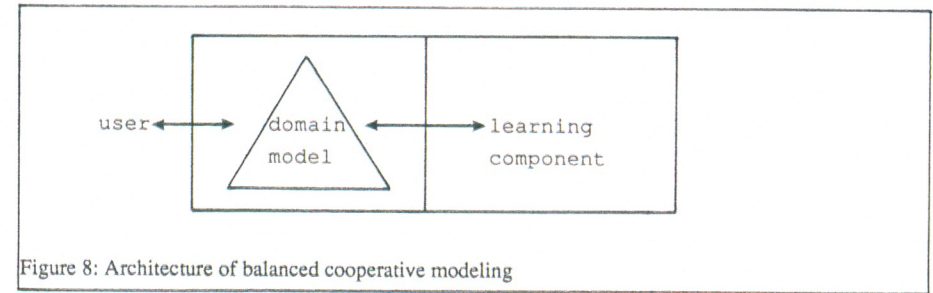 user domain learning
model component
Figure 8: Architecture of balanced cooperative modeling